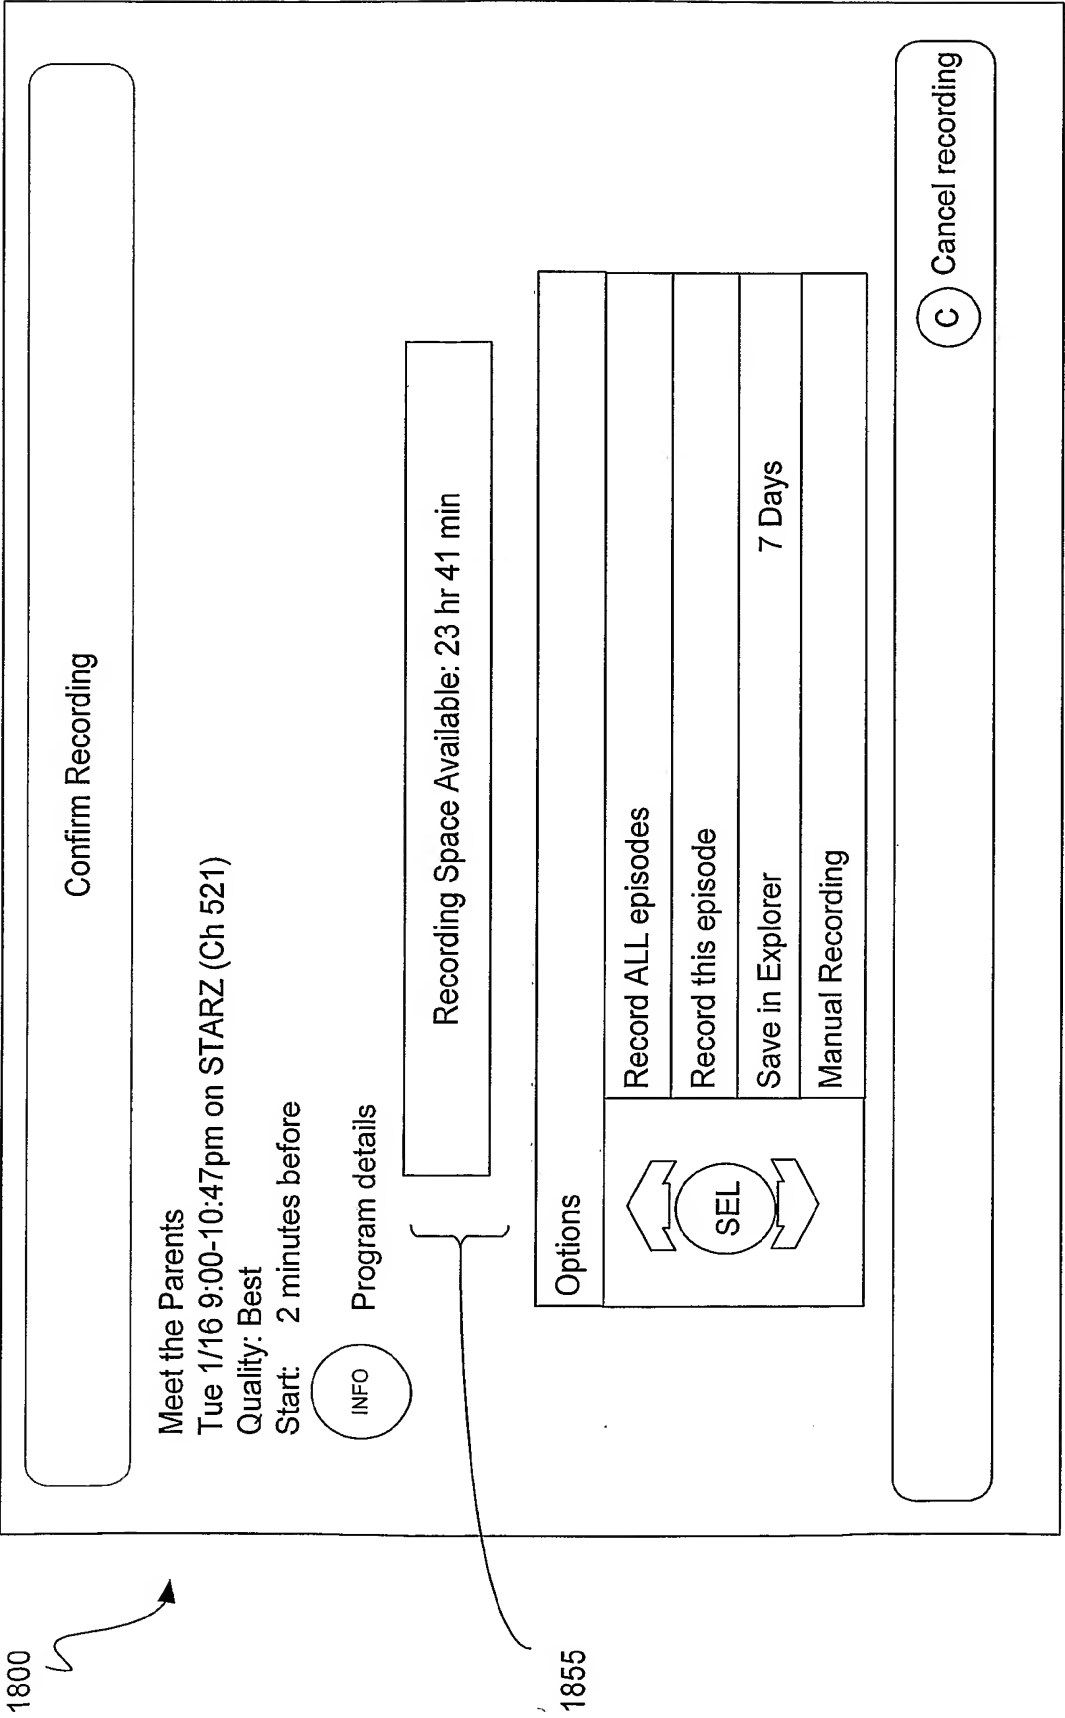 1800
Confirm Recording
Meet the Parents
Tue 1/16 9:00-10:47pm on STARZ (Ch 521)
Quality: Best
Start: 2 minutes before
INFO Program details
Recording Space Available: 23 hr 41 min
1855
Options
SEL
Record ALL episodes
Record this episode
Save in Explorer 7 Days
Manual Recording
C Cancel recording